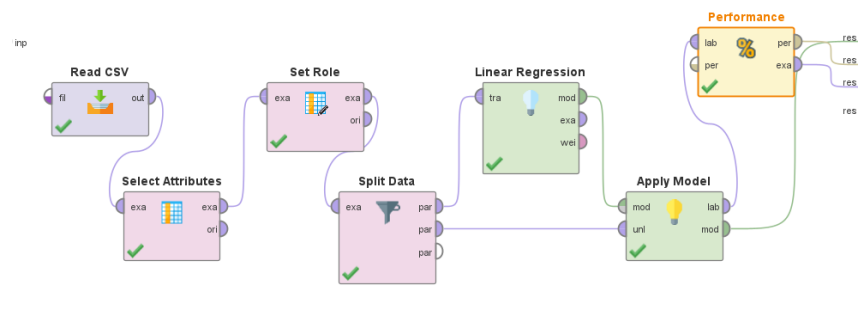 Performance
inp
lab
per
res
per
exa
res
res
res
Read CSV
fil
out
Set Role
exa
exa
ori
Linear Regression
tra
mod
exa
wei
Select Attributes
exa
exa
ori
Split Data
exa
par
par
par
Apply Model
mod
lab
unl
mod